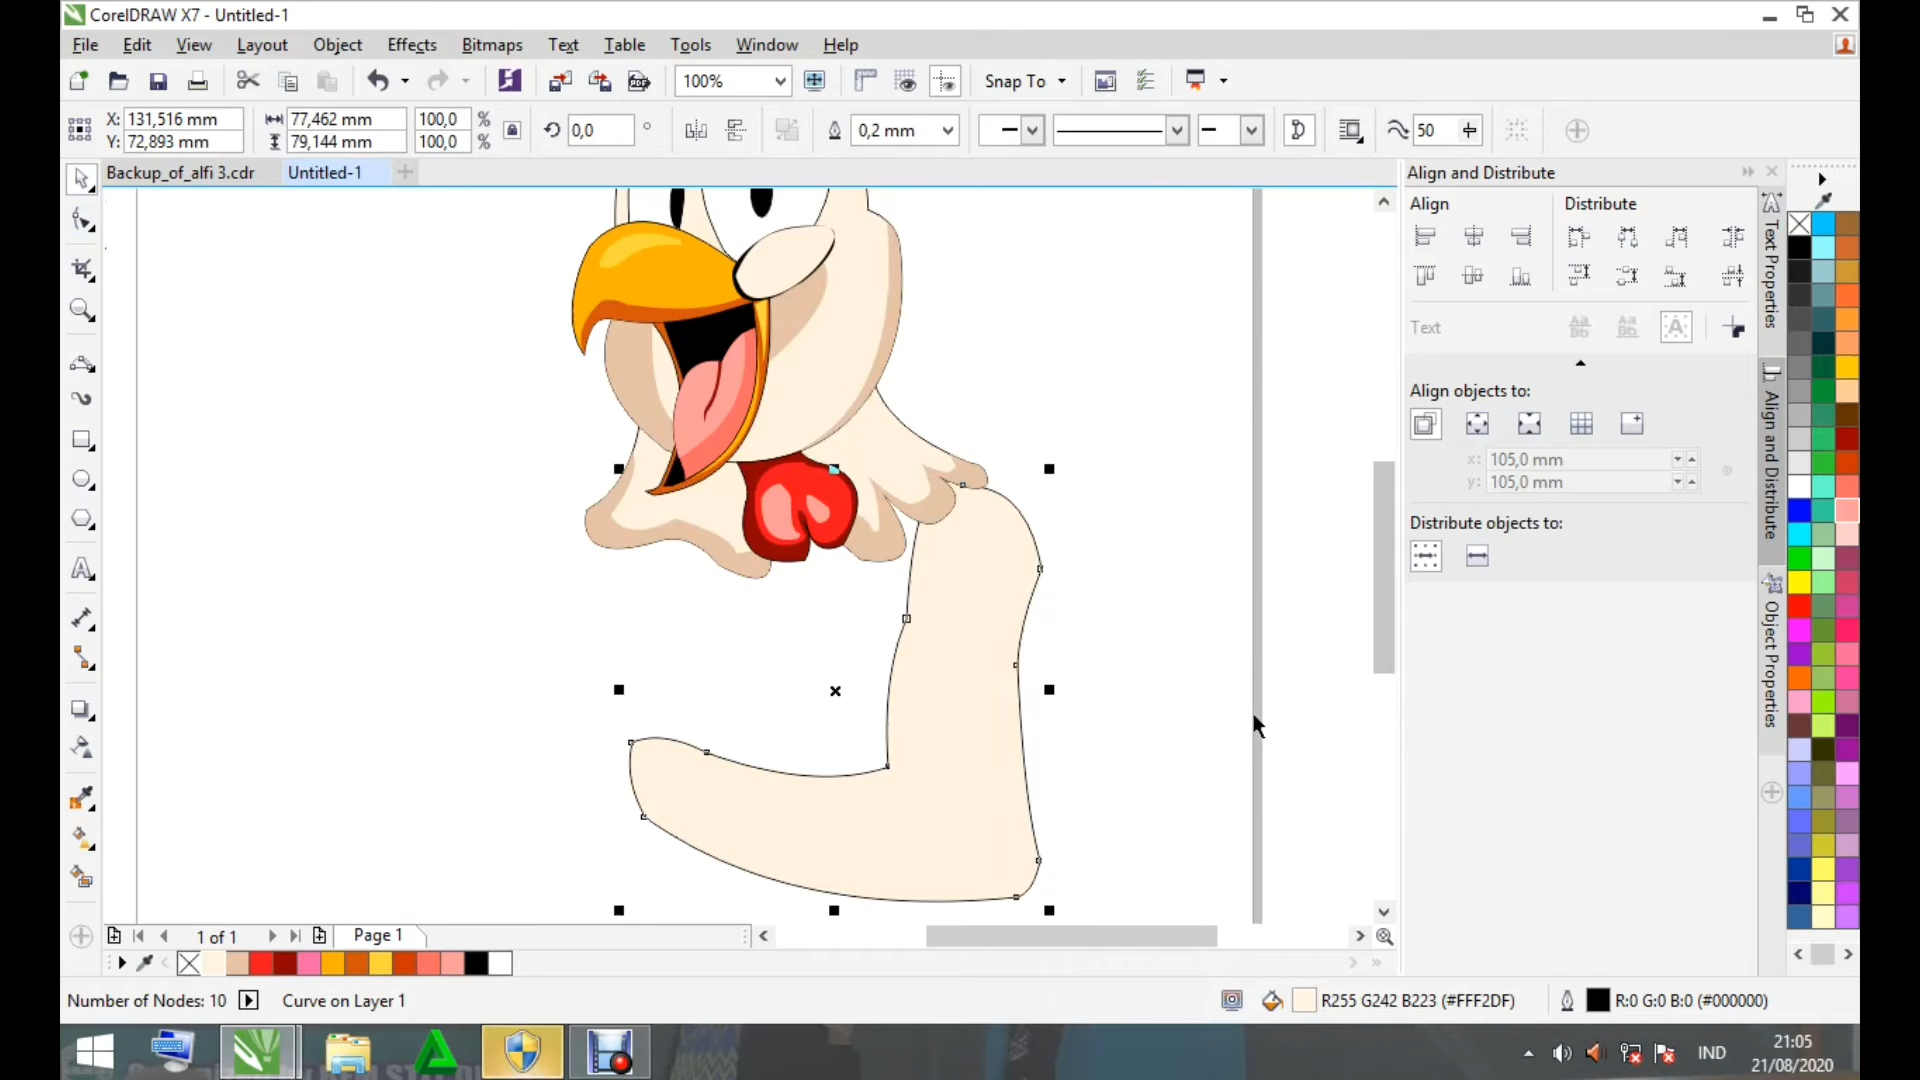 CorelDRAW X7 - Untitled-1
File Edit View Layout Object Effects Bitmaps Text Table Tools Window Help
100% Snap To
X: 131,516 mm 77,462 mm 100,0 % 0,0 ° 0,2 mm 50
Y: 72,893 mm 79,144 mm 100,0 %
Backup_of_alfi 3.cdr Untitled-1
Align and Distribute
Align Distribute
Text
Align objects to:
x: 105,0 mm
y: 105,0 mm
Distribute objects to:
Text Properties
Align and Distribute
Object Properties
1 of 1 Page 1
Number of Nodes: 10 Curve on Layer 1 R255 G242 B223 (#FFF2DF) R:0 G:0 B:0 (#000000)
IND 21:05
21/08/2020